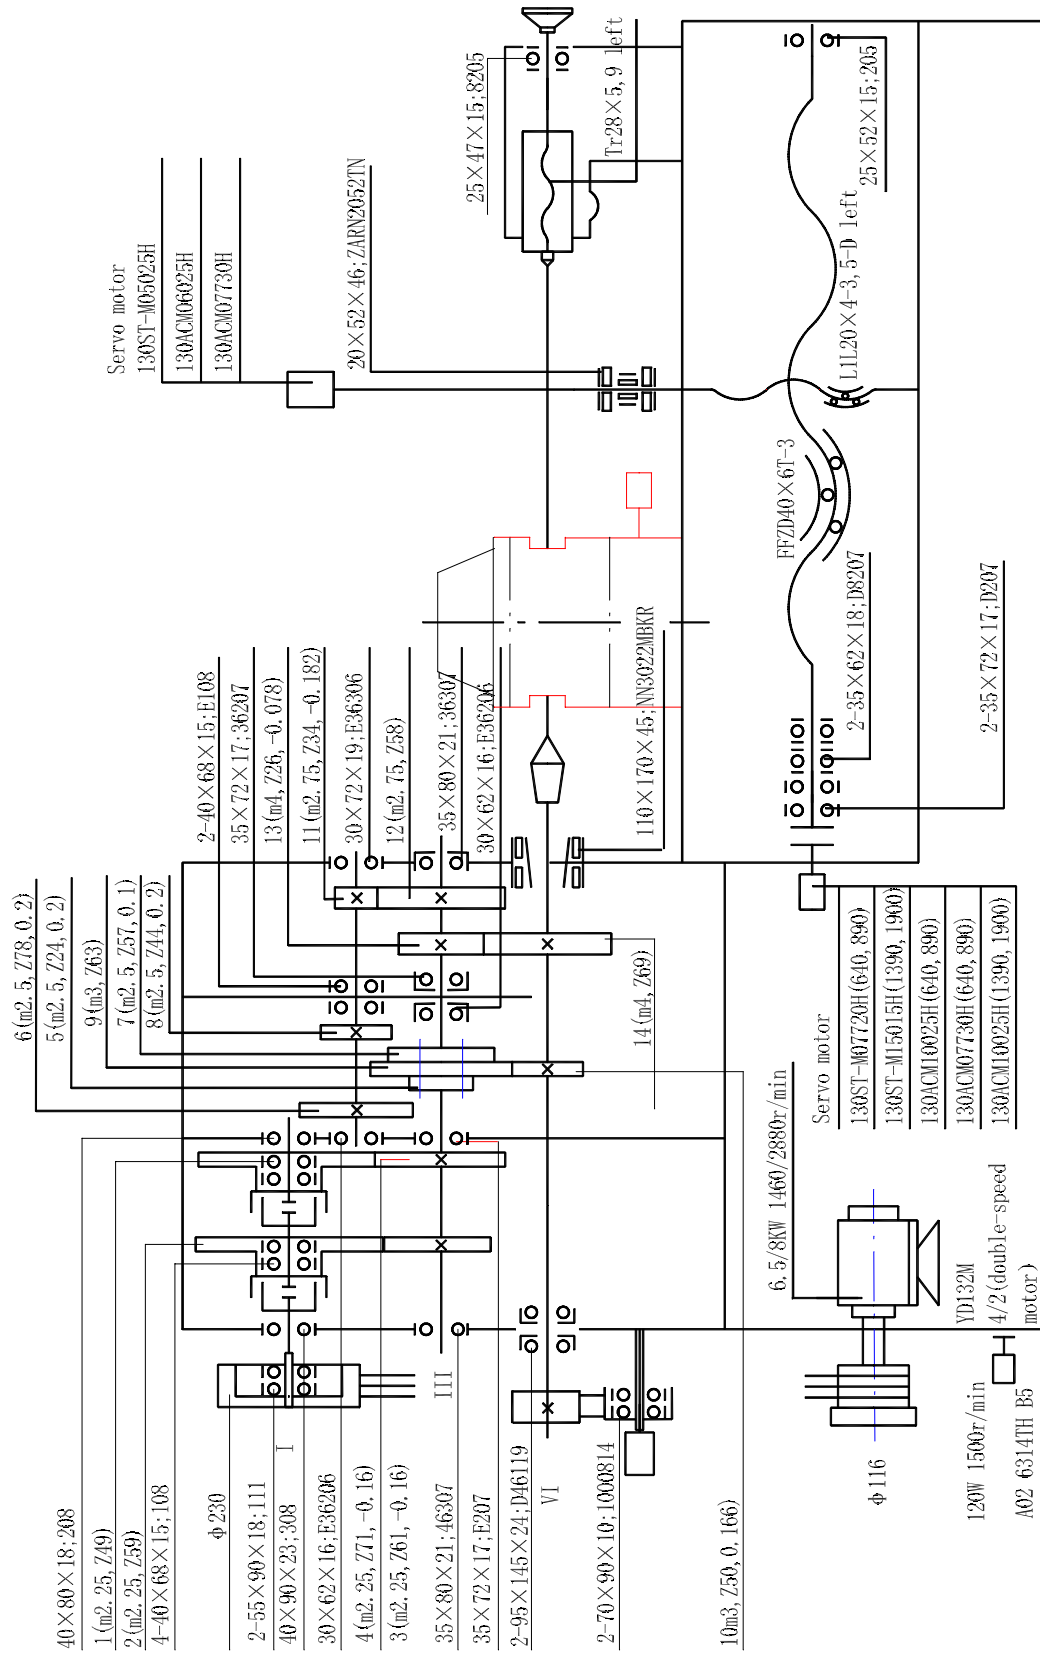 6(m2.5,Z78,0.2)
5(m2.5,Z24,0.2)
9(m3,Z63)
7(m2.5,Z57,0.1)
8(m2.5,Z44,0.2)
2-40×68×15;E108
35×72×17;36207
13(m4,Z26,-0.078)
11(m2.75,Z34,-0.182)
30×72×19;E36306
12(m2.75,Z58)
35×80×21;36307
30×62×16;E36206
110×170×45;NN3022MBKR
Servo motor
130ST-M05025H
130ACM06025H
130ACM07730H
20×52×46;ZARN2052TN
25×47×15;8205
Tr28×5,9 left
25×52×15;205
L1L20×4-3,5-D left
FFZD40×6T-3
2-35×62×18;D8207
2-35×72×17;D207
40×80×18;208
1(m2.25,Z49)
2(m2.25,Z59)
4-40×68×15;108
ф230
2-55×90×18;111
I
40×90×23;308
30×62×16;E36206
4(m2.25,Z71,-0.16)
3(m2.25,Z61,-0.16)
III
35×80×21;46307
35×72×17;E207
2-95×145×24;D46119
VI
2-70×90×10;1000814
14(m4,Z69)
10m3,Z50,0,166)
6.5/8KW 1460/2880r/min
Servo motor
130ST-M07720H(640,890)
130ST-M15015H(1390,1900)
130ACM10025H(640,890)
130ACM07730H(640,890)
130ACM10025H(1390,1900)
ф116
YD132M
4/2(double-speed
motor)
120W 1500r/min
A02 6314TH B5